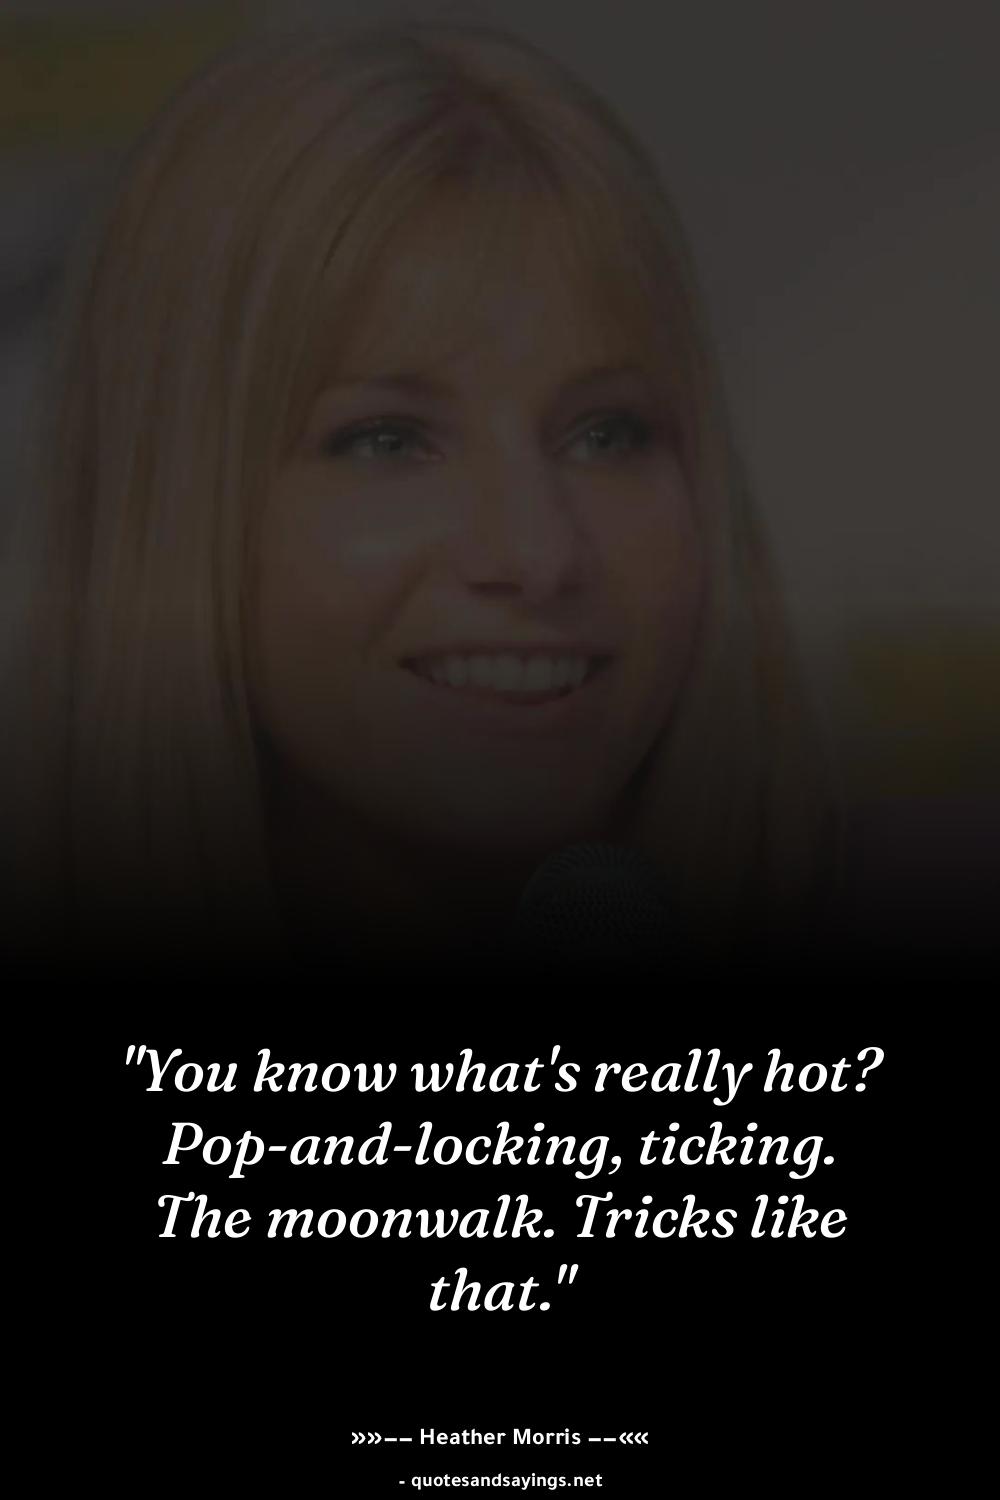 "You know what's really hot?
Pop-and-locking, ticking.
The moonwalk. Tricks like
that."
»»−− Heather Morris −−««
- quotesandsayings.net